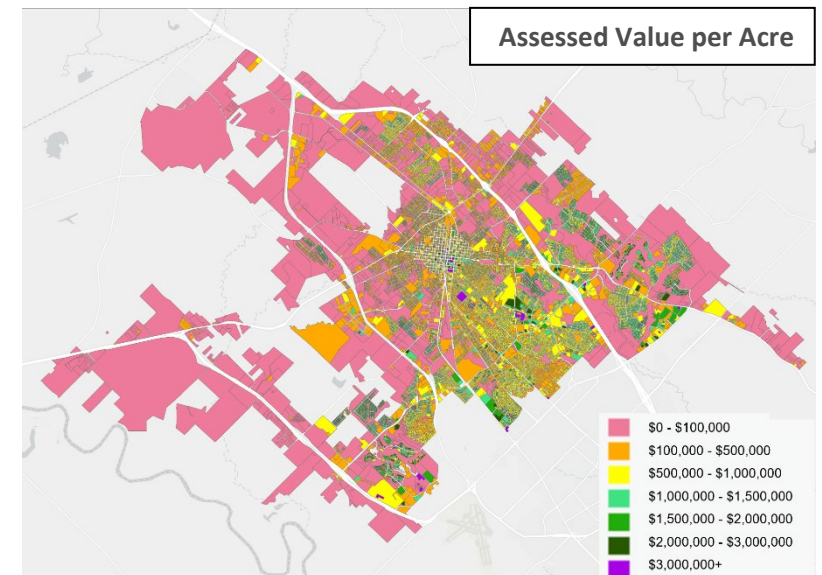 Assessed Value per Acre
$0 - $100,000
$100,000 - $500,000
$500,000 - $1,000,000
$1,000,000 - $1,500,000
$1,500,000 - $2,000,000
$2,000,000 - $3,000,000
$3,000,000+